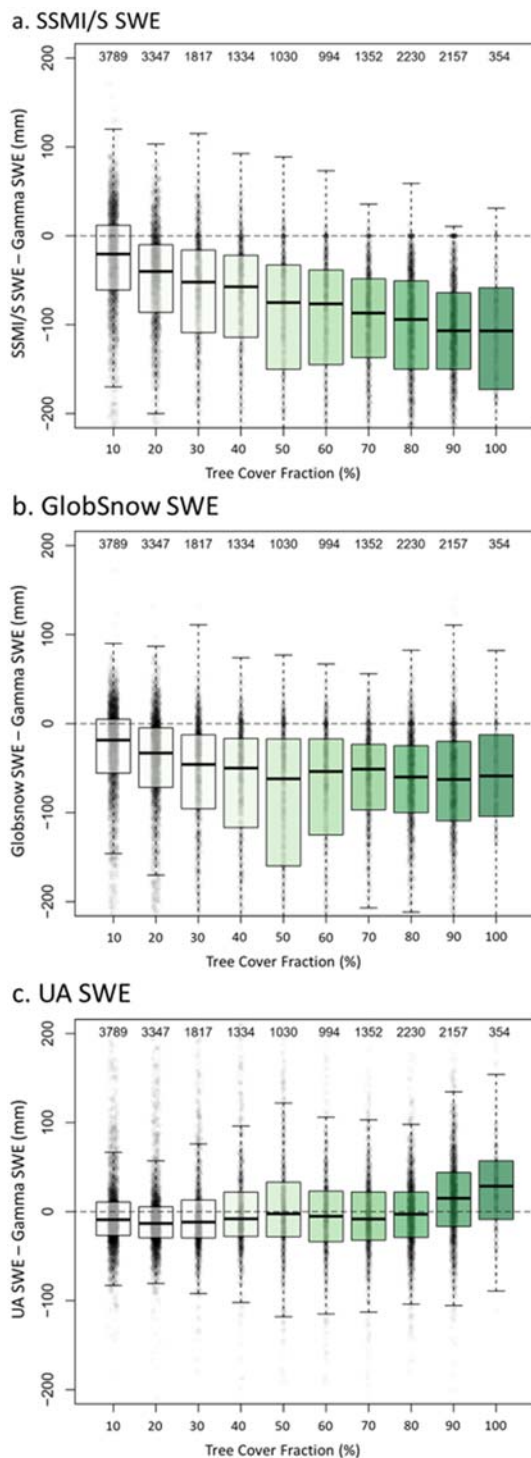 a. SSMI/S SWE
3789 3347 1817 1334 1030 994 1352 2230 2157 354
200
100
0
-100
-200
SSMI/S SWE – Gamma SWE (mm)
10 20 30 40 50 60 70 80 90 100
Tree Cover Fraction (%)
b. GlobSnow SWE
3789 3347 1817 1334 1030 994 1352 2230 2157 354
200
100
0
-100
-200
Globsnow SWE – Gamma SWE (mm)
10 20 30 40 50 60 70 80 90 100
Tree Cover Fraction (%)
c. UA SWE
3789 3347 1817 1334 1030 994 1352 2230 2157 354
200
100
0
-100
-200
UA SWE – Gamma SWE (mm)
10 20 30 40 50 60 70 80 90 100
Tree Cover Fraction (%)